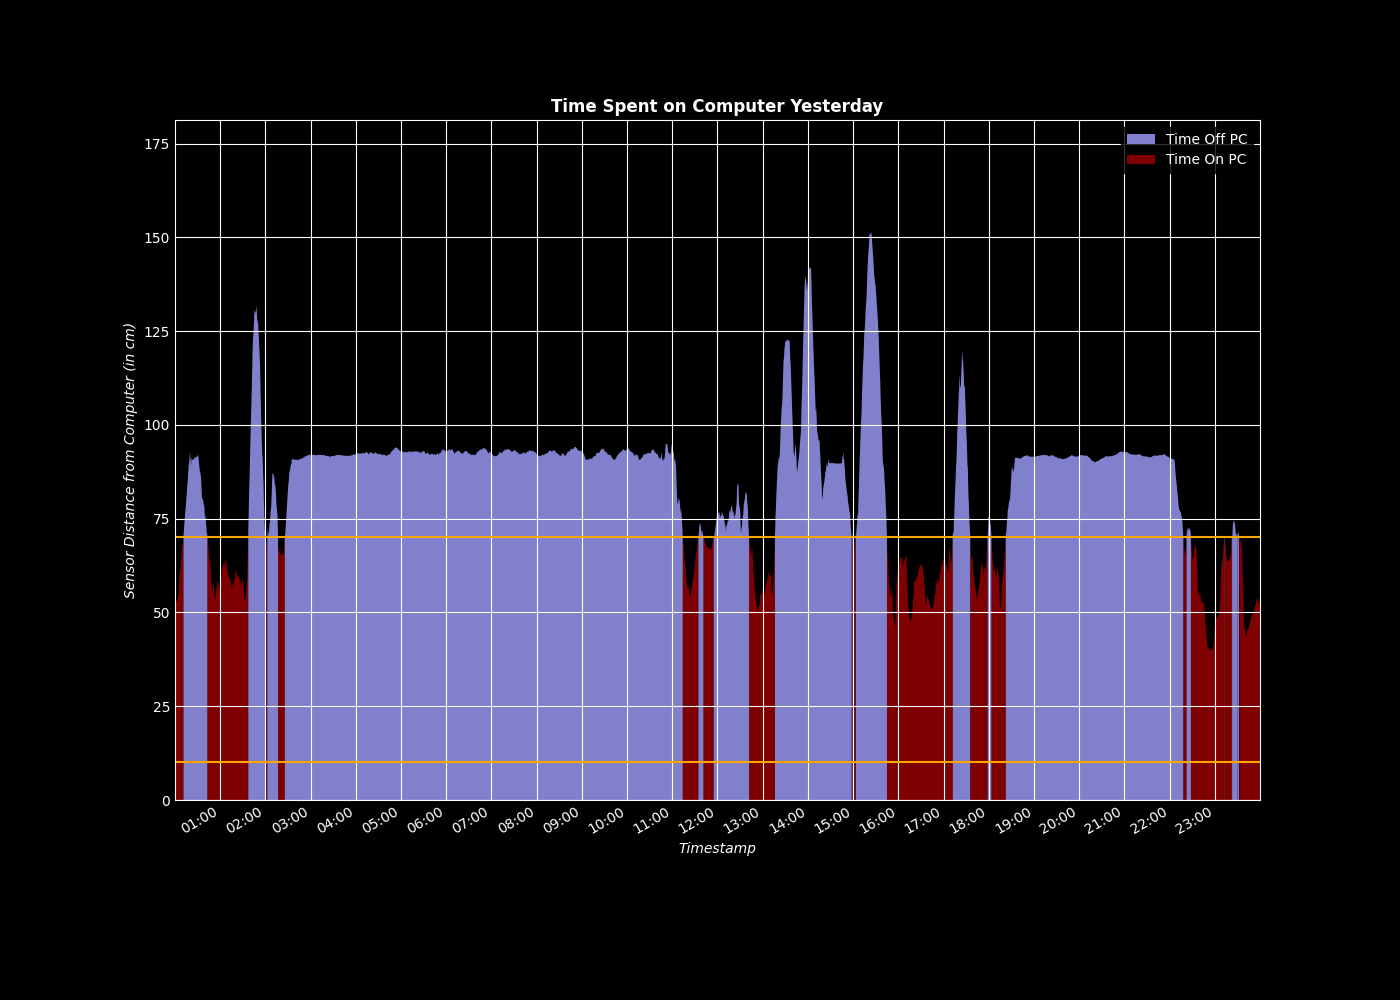 Time Spent on Computer Yesterday
Time Off PC
Time On PC
175
150
125
100
75
50
25
0
Sensor Distance from Computer (in cm)
01:00 02:00 03:00 04:00 05:00 06:00 07:00 08:00 09:00 10:00 11:00 12:00 13:00 14:00 15:00 16:00 17:00 18:00 19:00 20:00 21:00 22:00 23:00
Timestamp